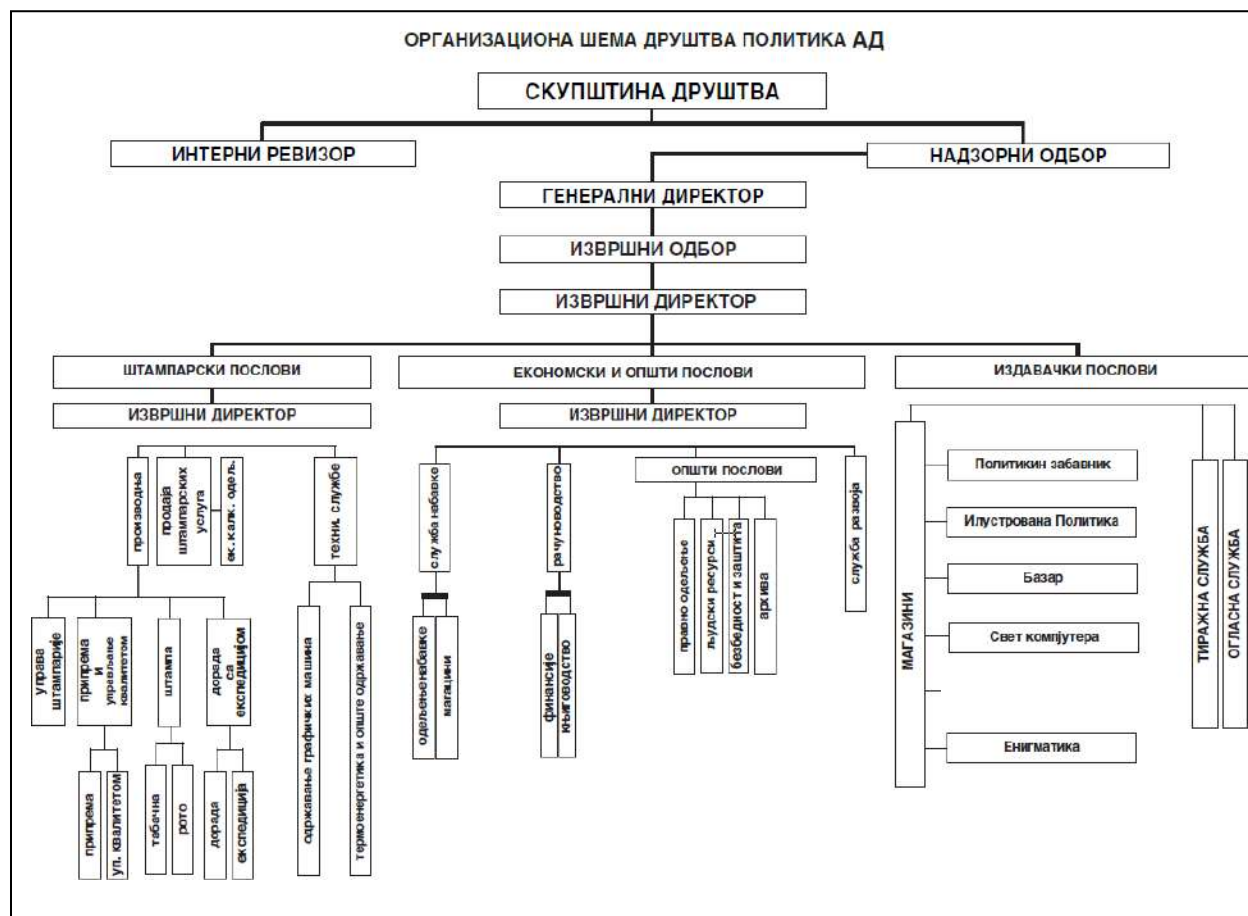 ОРГАНИЗАЦИОНА ШЕМА ДРУШТВА ПОЛИТИКА АД
СКУПШТИНА ДРУШТВА
ИНТЕРНИ РЕВИЗОР
НАДЗОРНИ ОДБОР
ГЕНЕРАЛНИ ДИРЕКТОР
ИЗВРШНИ ОДБОР
ИЗВРШНИ ДИРЕКТОР
ШТАМПАРСКИ ПОСЛОВИ
ЕКОНОМСКИ И ОПШТИ ПОСЛОВИ
ИЗДАВАЧКИ ПОСЛОВИ
ИЗВРШНИ ДИРЕКТОР
ИЗВРШНИ ДИРЕКТОР
производња
продаја
штампарских
услуга
ек. калк. одељ.
техни. службе
управа
штампарије
припрема
и
управљање
квалитетом
штампа
дорада
са
експедицијом
припрема
уп. квалитетом
табачна
рото
дорада
експедиција
одржавање графичких машина
термоенергетика и опште одржавање
служба набавке
рачуноводство
ОПШТИ ПОСЛОВИ
служба развоја
одељење набавке
магацини
финансије
књиговодство
правно одељење
људски ресурси
безбедност и заштита
архива
МАГАЗИНИ
Политикин забавник
Илустрована Политика
Базар
Свет компјутера
Енигматика
ТИРАЖНА СЛУЖБА
ОГЛАСНА СЛУЖБА